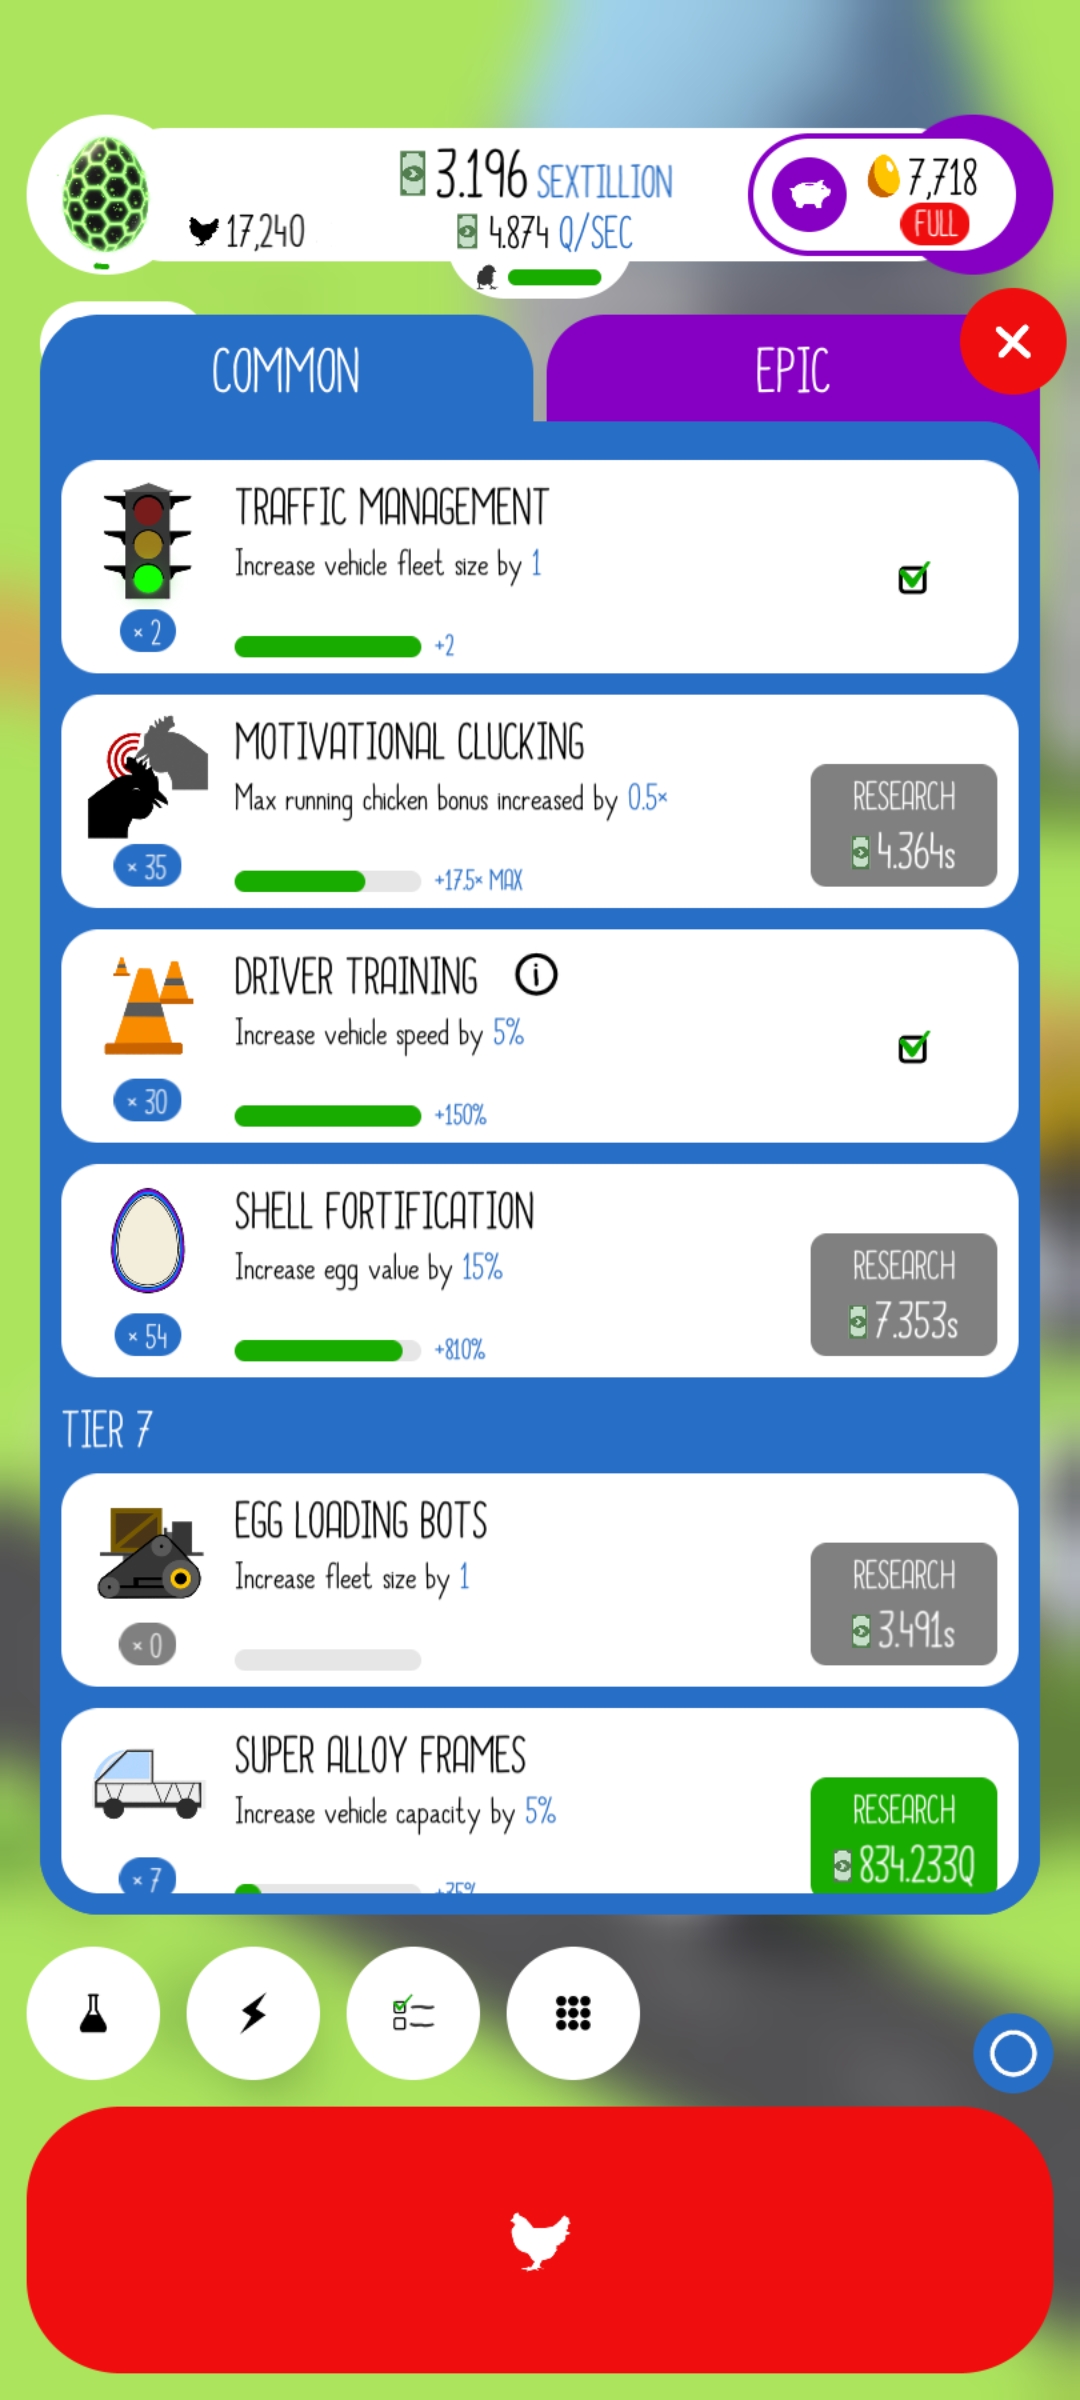 3.196 SEXTILLION
7,718
17,240
4.874 Q/SEC
FULL
COMMON
EPIC
TRAFFIC MANAGEMENT
Increase vehicle fleet size by 1
× 2
+2
MOTIVATIONAL CLUCKING
Max running chicken bonus increased by 0.5×
RESEARCH
4.364s
× 35
+17.5× MAX
DRIVER TRAINING i
Increase vehicle speed by 5%
× 30
+150%
SHELL FORTIFICATION
Increase egg value by 15%
RESEARCH
7.353s
× 54
+810%
TIER 7
EGG LOADING BOTS
Increase fleet size by 1
RESEARCH
3.491s
× 0
SUPER ALLOY FRAMES
Increase vehicle capacity by 5%
RESEARCH
834.233Q
× 7
+35%